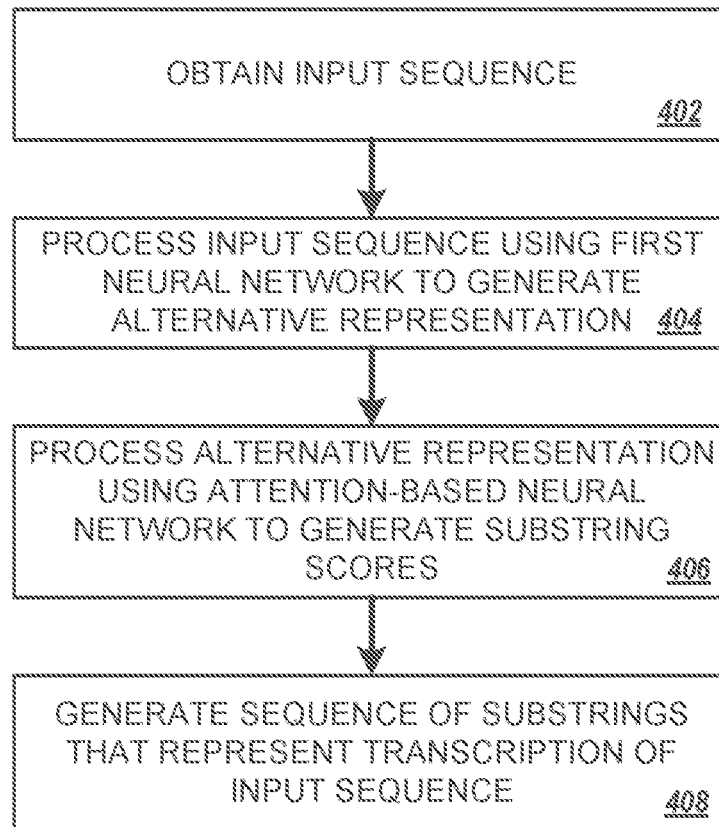 OBTAIN INPUT SEQUENCE
402
PROCESS INPUT SEQUENCE USING FIRST
NEURAL NETWORK TO GENERATE
ALTERNATIVE REPRESENTATION 404
PROCESS ALTERNATIVE REPRESENTATION
USING ATTENTION-BASED NEURAL
NETWORK TO GENERATE SUBSTRING
SCORES 406
GENERATE SEQUENCE OF SUBSTRINGS
THAT REPRESENT TRANSCRIPTION OF
INPUT SEQUENCE 408